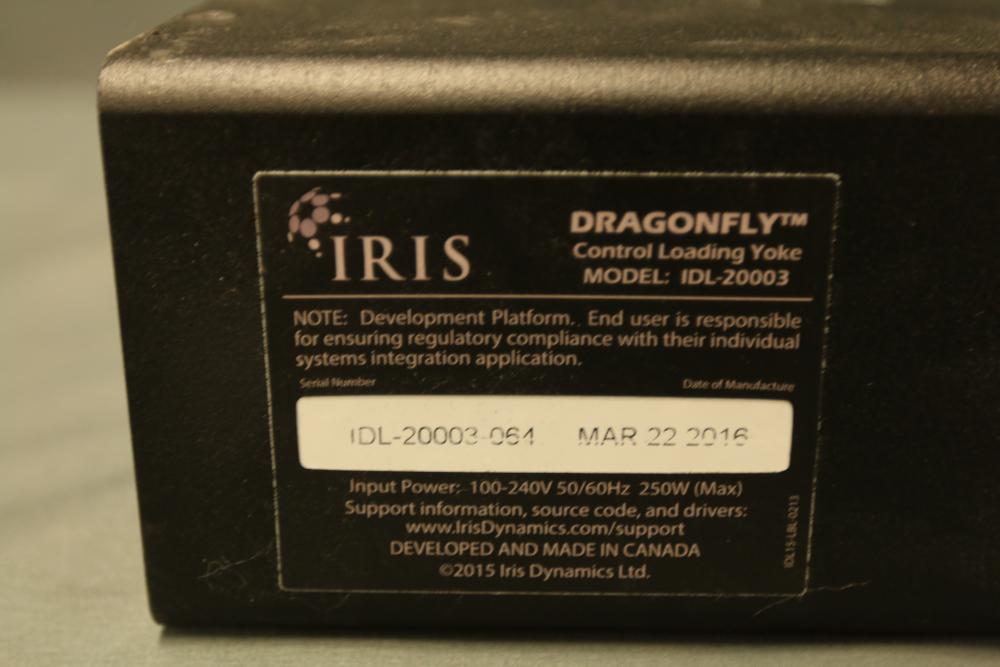 IRIS
DRAGONFLY™
Control Loading Yoke
MODEL: IDL-20003
NOTE: Development Platform. End user is responsible
for ensuring regulatory compliance with their individual
systems integration application.
Serial Number
Date of Manufacture
IDL-20003-064 MAR 22 2016
Input Power: 100-240V 50/60Hz 250W (Max)
Support information, source code, and drivers:
www.IrisDynamics.com/support
DEVELOPED AND MADE IN CANADA
©2015 Iris Dynamics Ltd.
IDL15-LBL-0213